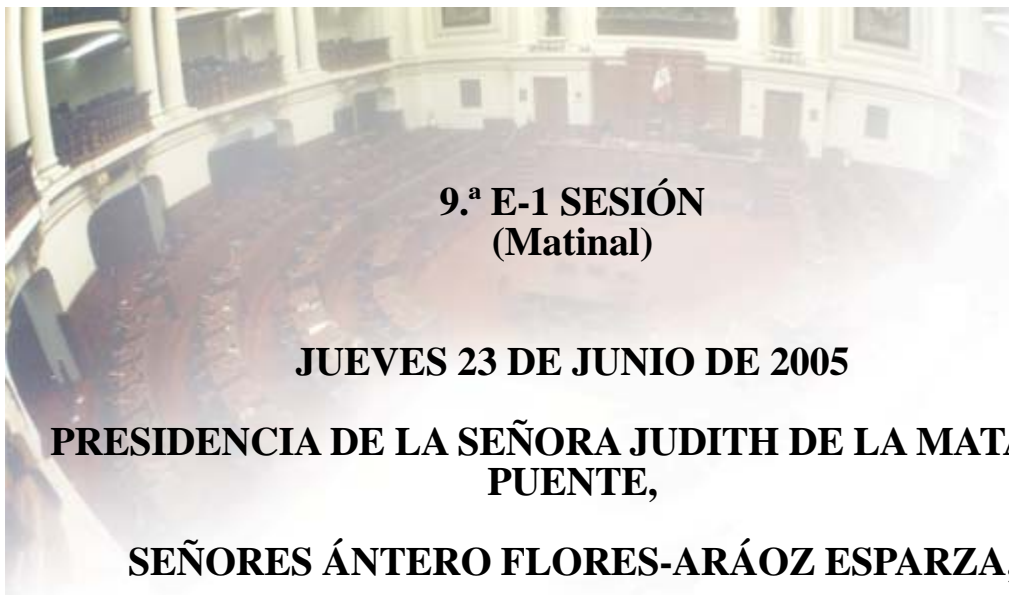 9.ª E-1 SESIÓN
(Matinal)
JUEVES 23 DE JUNIO DE 2005
PRESIDENCIA DE LA SEÑORA JUDITH DE LA MATA
PUENTE,
SEÑORES ÁNTERO FLORES-ARÁOZ ESPARZA,